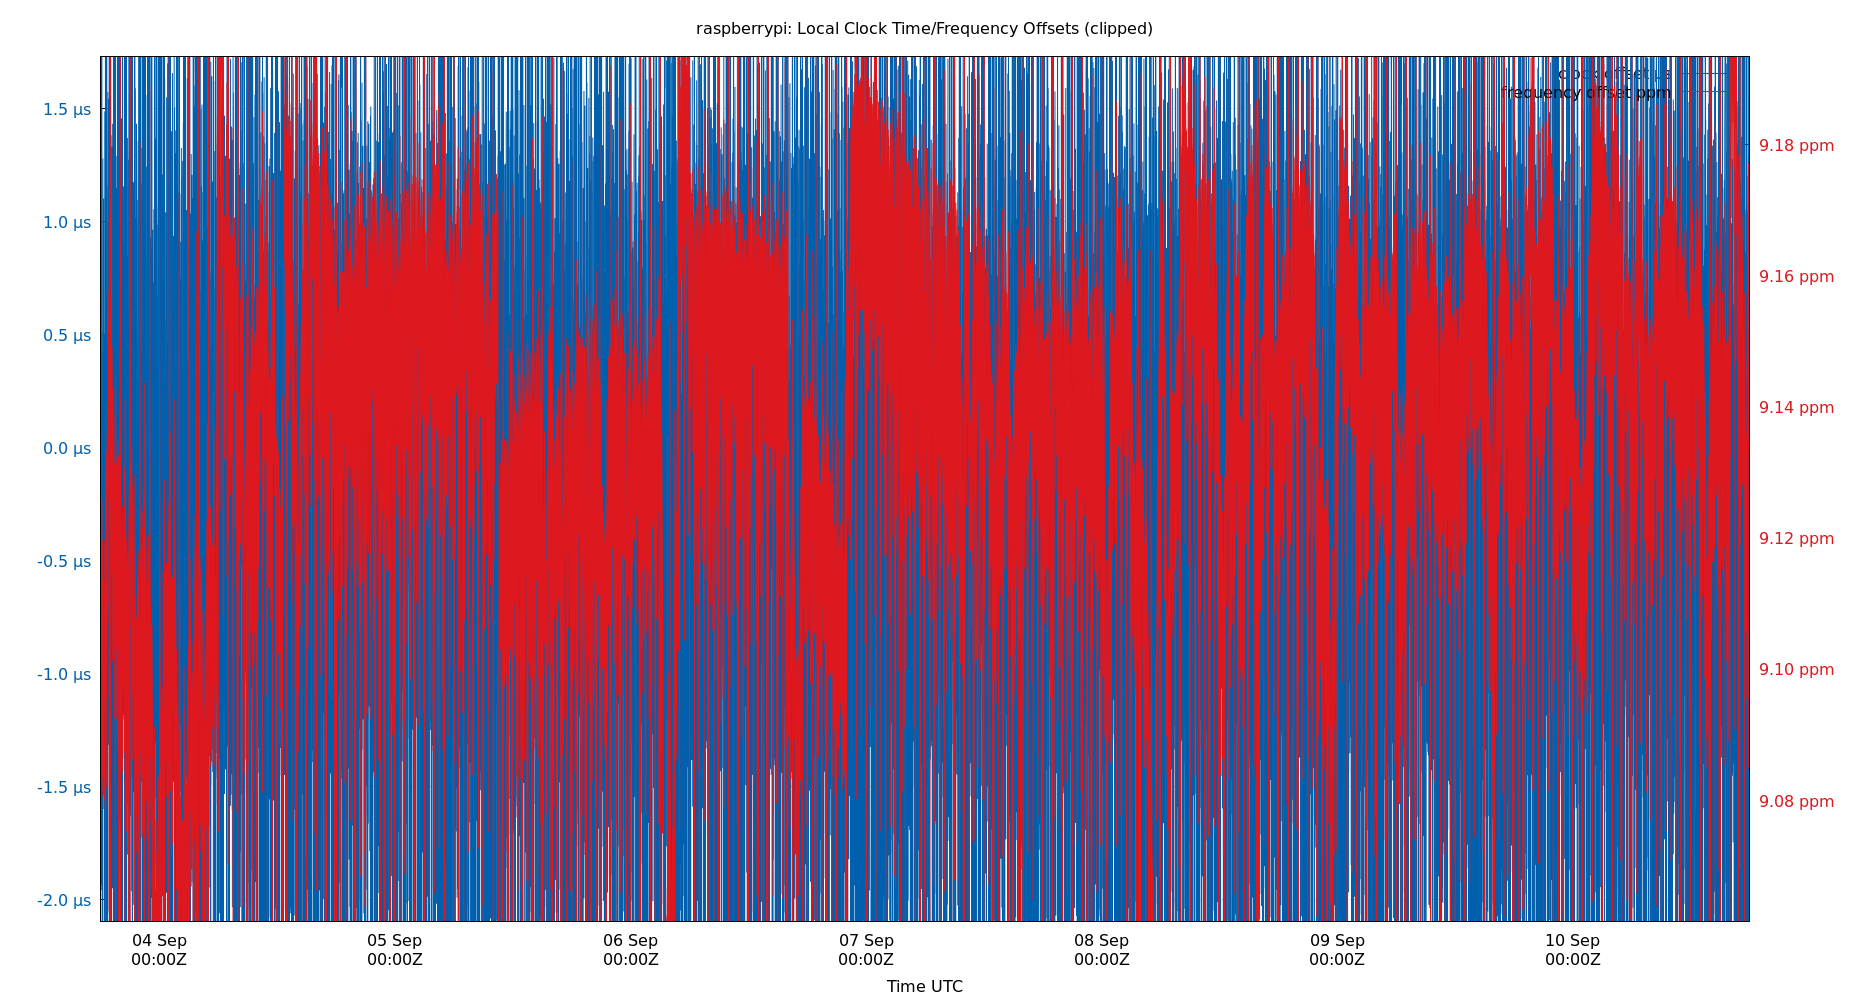 raspberrypi: Local Clock Time/Frequency Offsets (clipped)
clock offset µs
frequency offset ppm
1.5 µs
1.0 µs
0.5 µs
0.0 µs
-0.5 µs
-1.0 µs
-1.5 µs
-2.0 µs
9.18 ppm
9.16 ppm
9.14 ppm
9.12 ppm
9.10 ppm
9.08 ppm
04 Sep 05 Sep 06 Sep 07 Sep 08 Sep 09 Sep 10 Sep
00:00Z 00:00Z 00:00Z 00:00Z 00:00Z 00:00Z 00:00Z
Time UTC